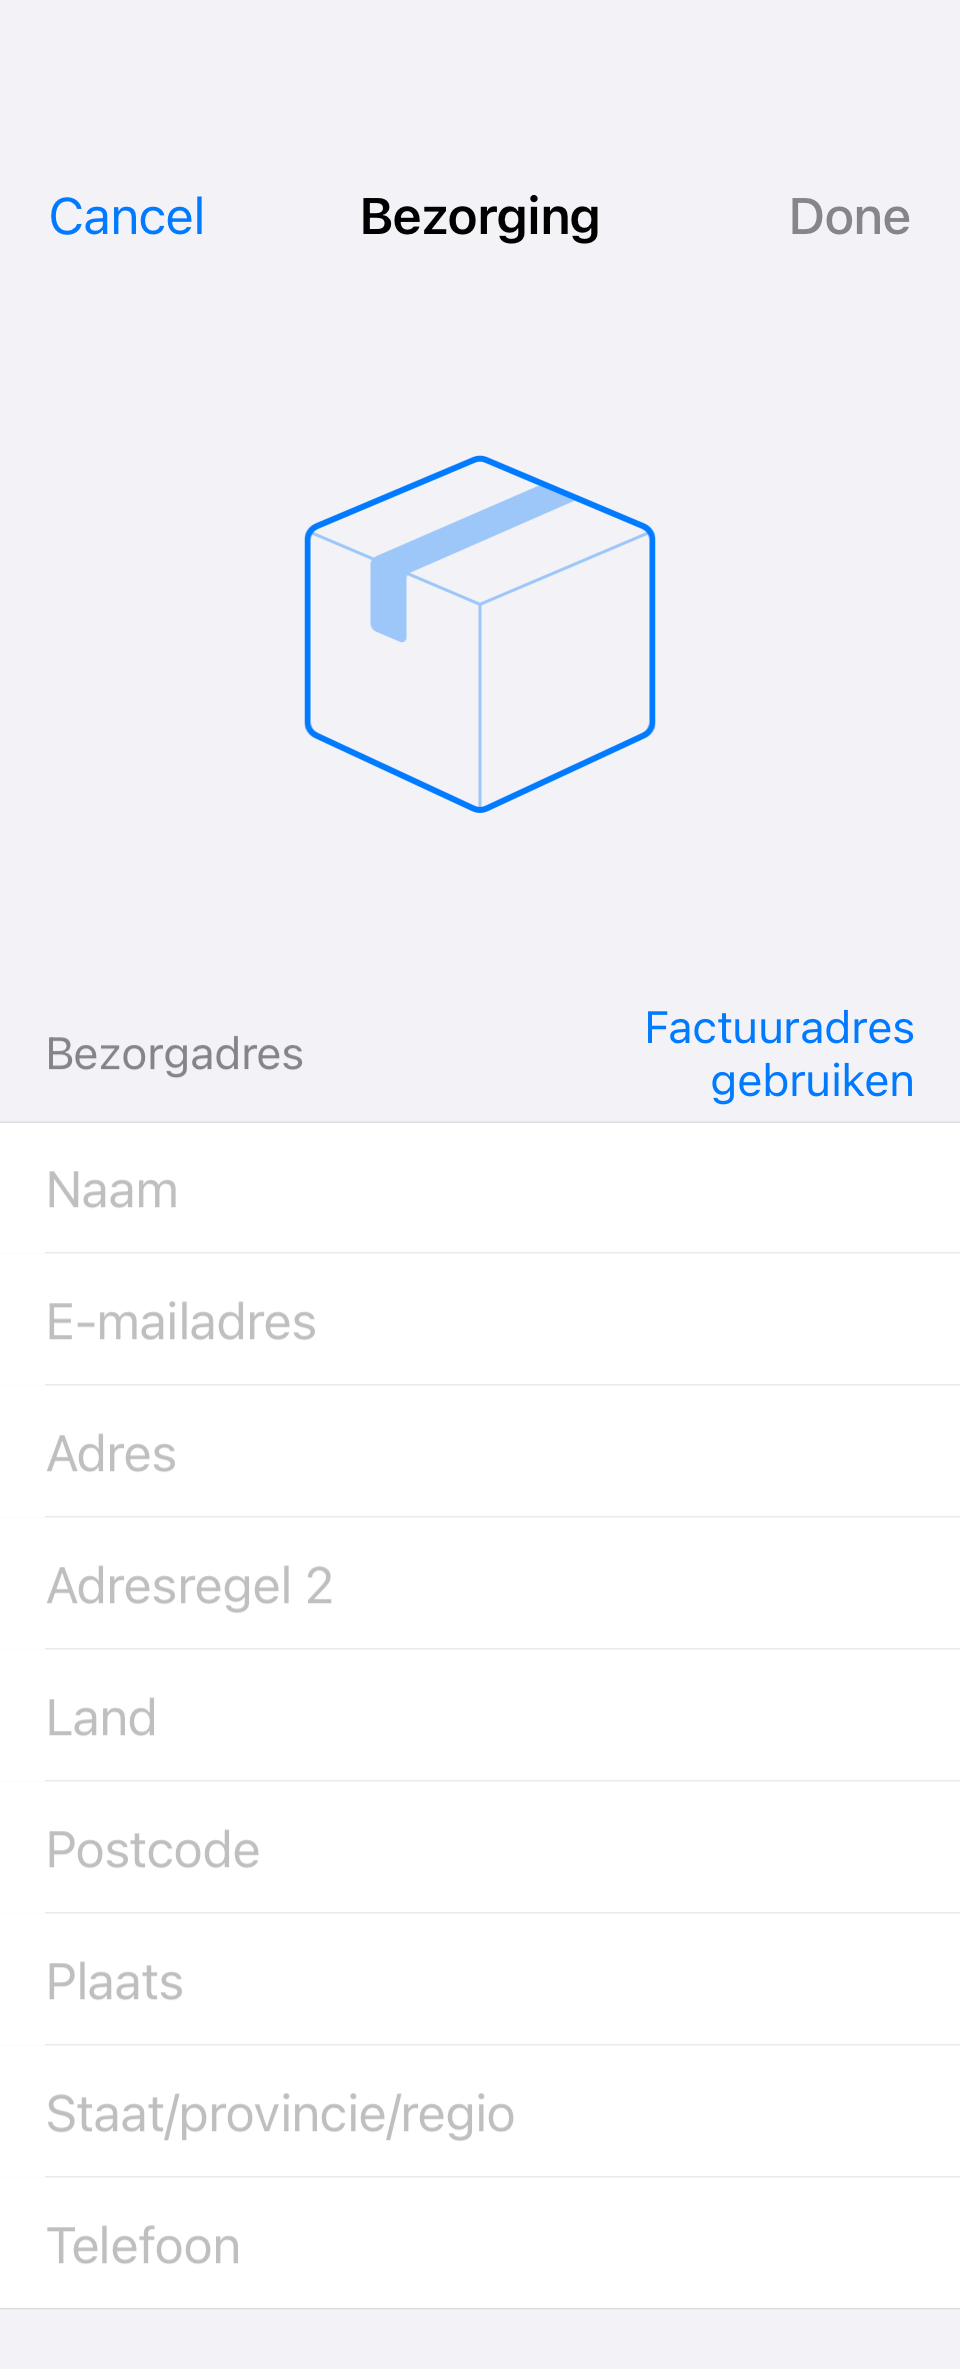 Cancel
Bezorging
Done
Bezorgadres
Factuuradres
gebruiken
Naam
E-mailadres
Adres
Adresregel 2
Land
Postcode
Plaats
Staat/provincie/regio
Telefoon